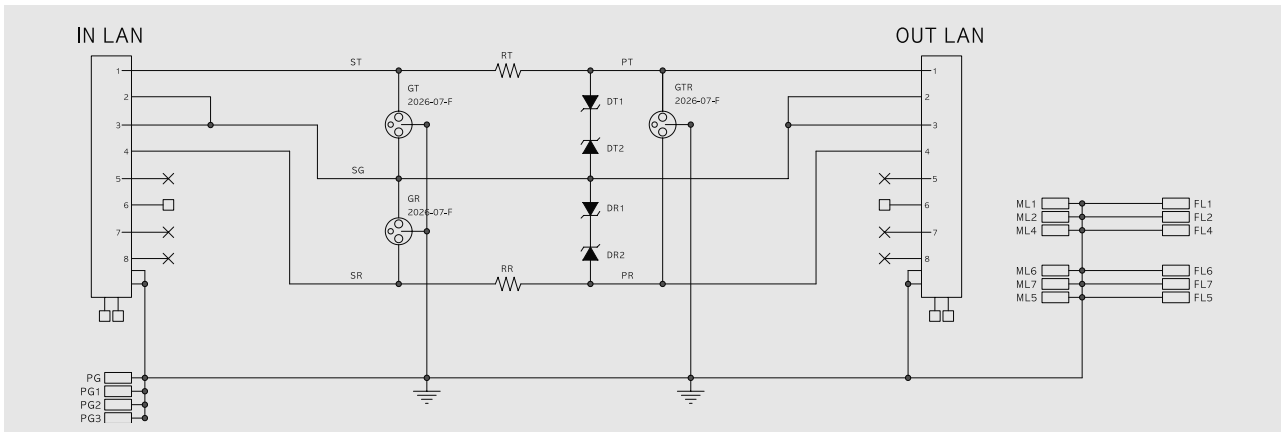 IN LAN
OUT LAN
RT
ST
PT
1
1
GT
2026-07-F
GTR
2026-07-F
2
DT1
2
3
3
DT2
4
4
SG
5
5
GR
2026-07-F
6
DR1
6
ML1
FL1
ML2
FL2
7
7
ML4
FL4
DR2
8
8
RR
SR
PR
ML6
FL6
ML7
FL7
ML5
FL5
PG
PG1
PG2
PG3